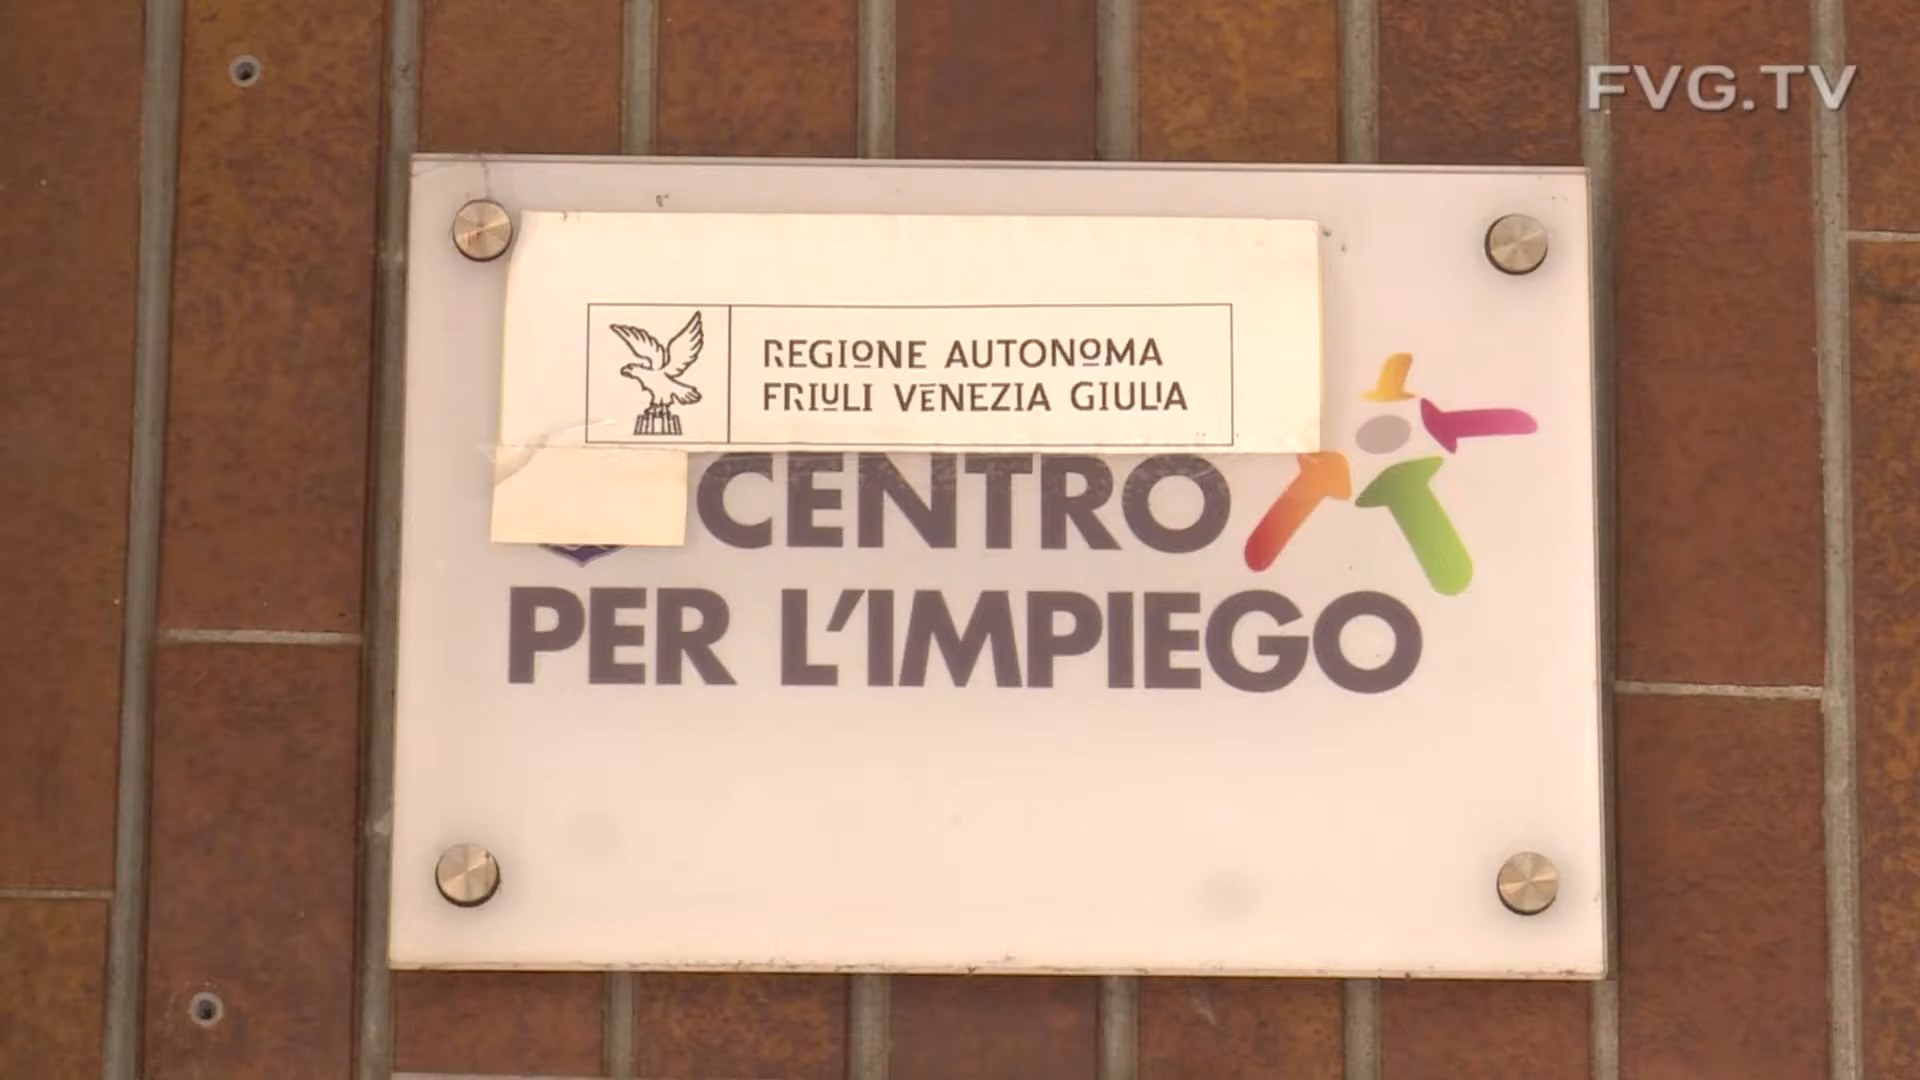 FVG.TV
REGIONE AUTONOMA
FRIULI VENEZIA GIULIA
CENTRO
PER L'IMPIEGO